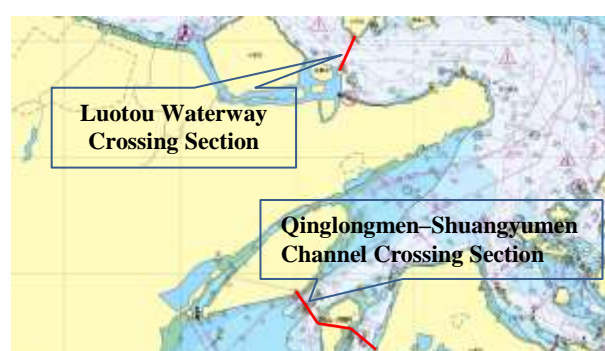 Luotou Waterway
Crossing Section
Qinglongmen–Shuangyumen
Channel Crossing Section